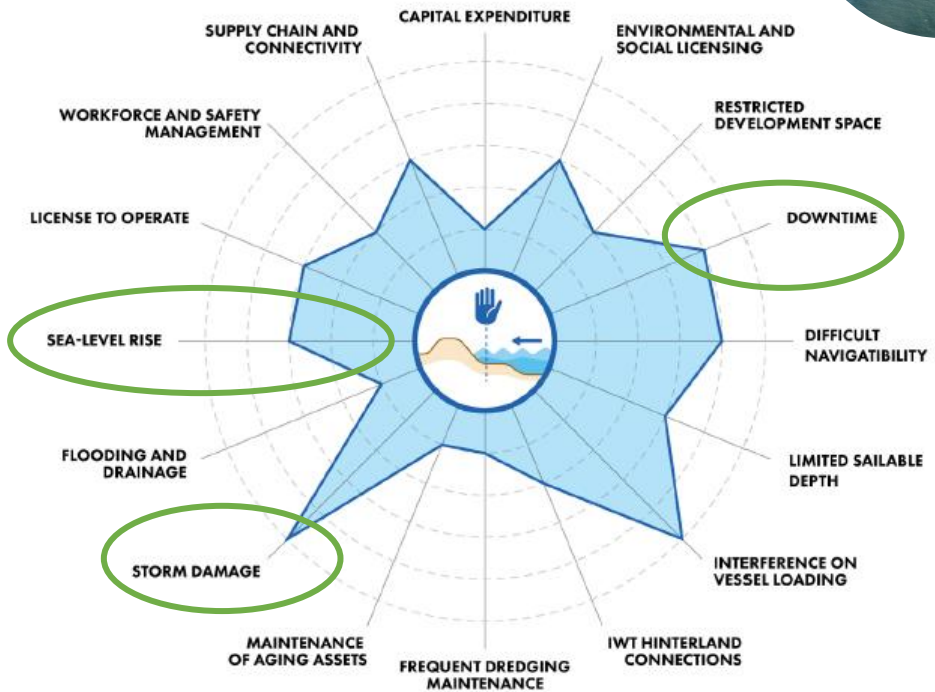 CAPITAL EXPENDITURE
ENVIRONMENTAL AND
SOCIAL LICENSING
RESTRICTED
DEVELOPMENT SPACE
DOWNTIME
DIFFICULT
NAVIGATIBILITY
LIMITED SAILABLE
DEPTH
INTERFERENCE ON
VESSEL LOADING
IWT HINTERLAND
CONNECTIONS
FREQUENT DREDGING
MAINTENANCE
MAINTENANCE
OF AGING ASSETS
STORM DAMAGE
FLOODING AND
DRAINAGE
SEA-LEVEL RISE
LICENSE TO OPERATE
WORKFORCE AND SAFETY
MANAGEMENT
SUPPLY CHAIN AND
CONNECTIVITY